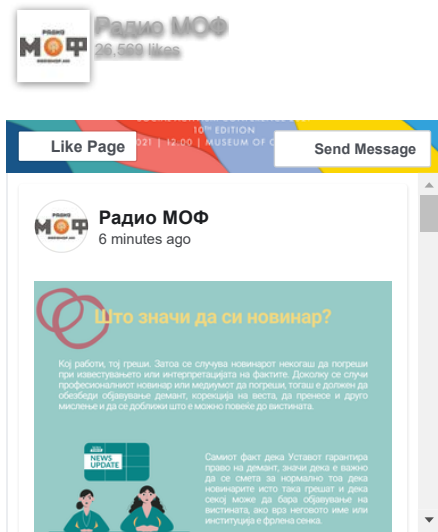 РАДИО
МОФ
Радио МОФ
26,569 likes
10TH EDITION
Like Page
2021 | 12.00 | MUSEUM OF
Send Message
РАДИО
МОФ
Радио МОФ
6 minutes ago
Што значи да си новинар?
Кој работи, тој греши. Затоа се случува новинарот некогаш да погреши
при известувањето или интерпретацијата на фактите. Доколку се случи
професионалниот новинар или медиумот да погреши, тогаш е должен да
обезбеди објавување демант, корекција на веста, да пренесе и друго
мислење и да се доближи што е можно повеќе до вистината.
NEWS
UPDATE
Самиот факт дека Уставот гарантира
право на демант, значи дека е важно
да се смета за нормално тоа дека
новинарите исто така грешат и дека
секој може да бара објавување на
вистината, ако врз неговото име или
институција е фрлена сенка.